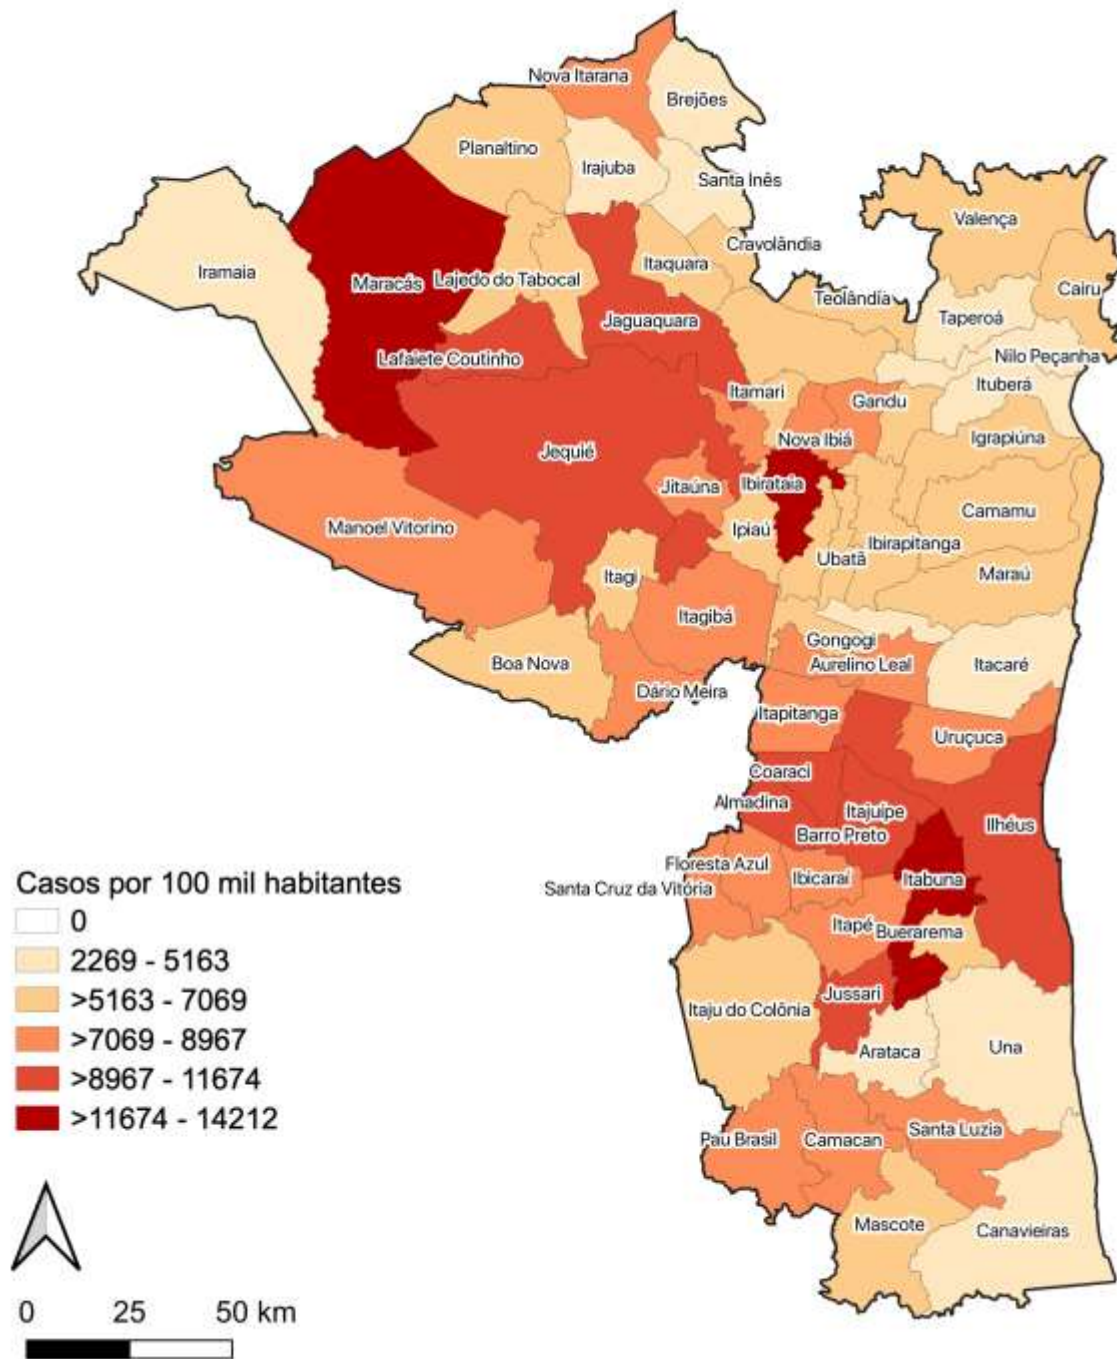 Nova Itarana
Brejões
Planaltino
Irajuba
Santa Inês
Valença
Cravolândia
Itaquara
Iramaia
Maracás
Lajedo do Tabocal
Cairu
Teolândia
Taperoá
Jaguaquara
Lafaiete Coutinho
Nilo Peçanha
Ituberá
Itamari
Gandu
Nova Ibiá
Igrapiúna
Jequié
Jitaúna
Ibirataia
Camamu
Manoel Vitorino
Ipiaú
Ibirapitanga
Ubatã
Itagi
Maraú
Itagibá
Gongogi
Boa Nova
Aurelino Leal
Itacaré
Dário Meira
Itapitanga
Uruçuca
Coaraci
Almadina
Itajuípe
Ilhéus
Barro Preto
Floresta Azul
Ibicaraí
Itabuna
Santa Cruz da Vitória
Itapé
Buerarema
Jussari
Itaju do Colônia
Arataca
Una
Pau Brasil
Camacan
Santa Luzia
Mascote
Canavieiras
Casos por 100 mil habitantes
0
2269 - 5163
>5163 - 7069
>7069 - 8967
>8967 - 11674
>11674 - 14212
0 25 50 km